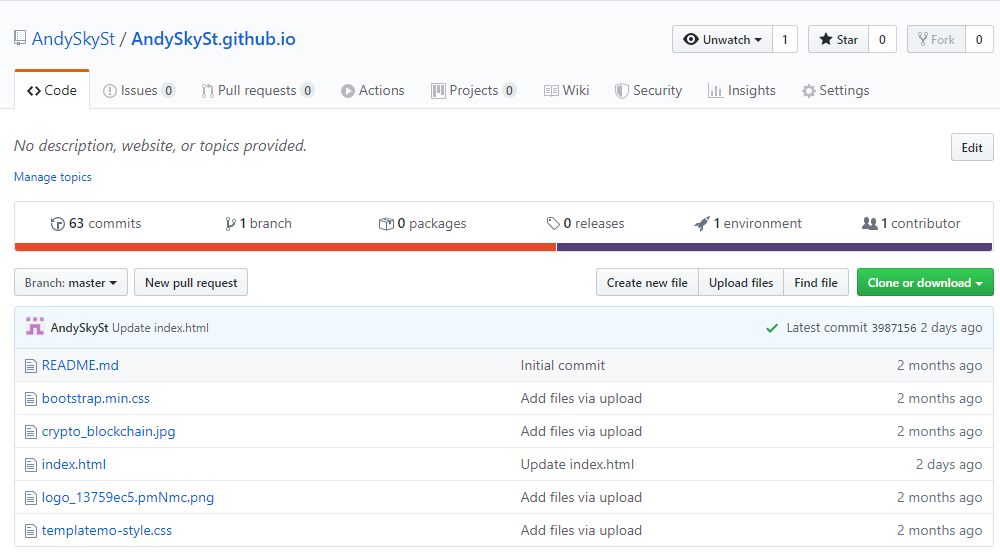 AndySkySt / AndySkySt.github.io Unwatch 1 Star 0 Fork 0
Code Issues 0 Pull requests 0 Actions Projects 0 Wiki Security Insights Settings
No description, website, or topics provided. Edit
Manage topics
63 commits 1 branch 0 packages 0 releases 1 environment 1 contributor
Branch: master New pull request Create new file Upload files Find file Clone or download
AndySkySt Update index.html Latest commit 3987156 2 days ago
README.md Initial commit 2 months ago
bootstrap.min.css Add files via upload 2 months ago
crypto_blockchain.jpg Add files via upload 2 months ago
index.html Update index.html 2 days ago
logo_13759ec5.pmNmc.png Add files via upload 2 months ago
templatemo-style.css Add files via upload 2 months ago